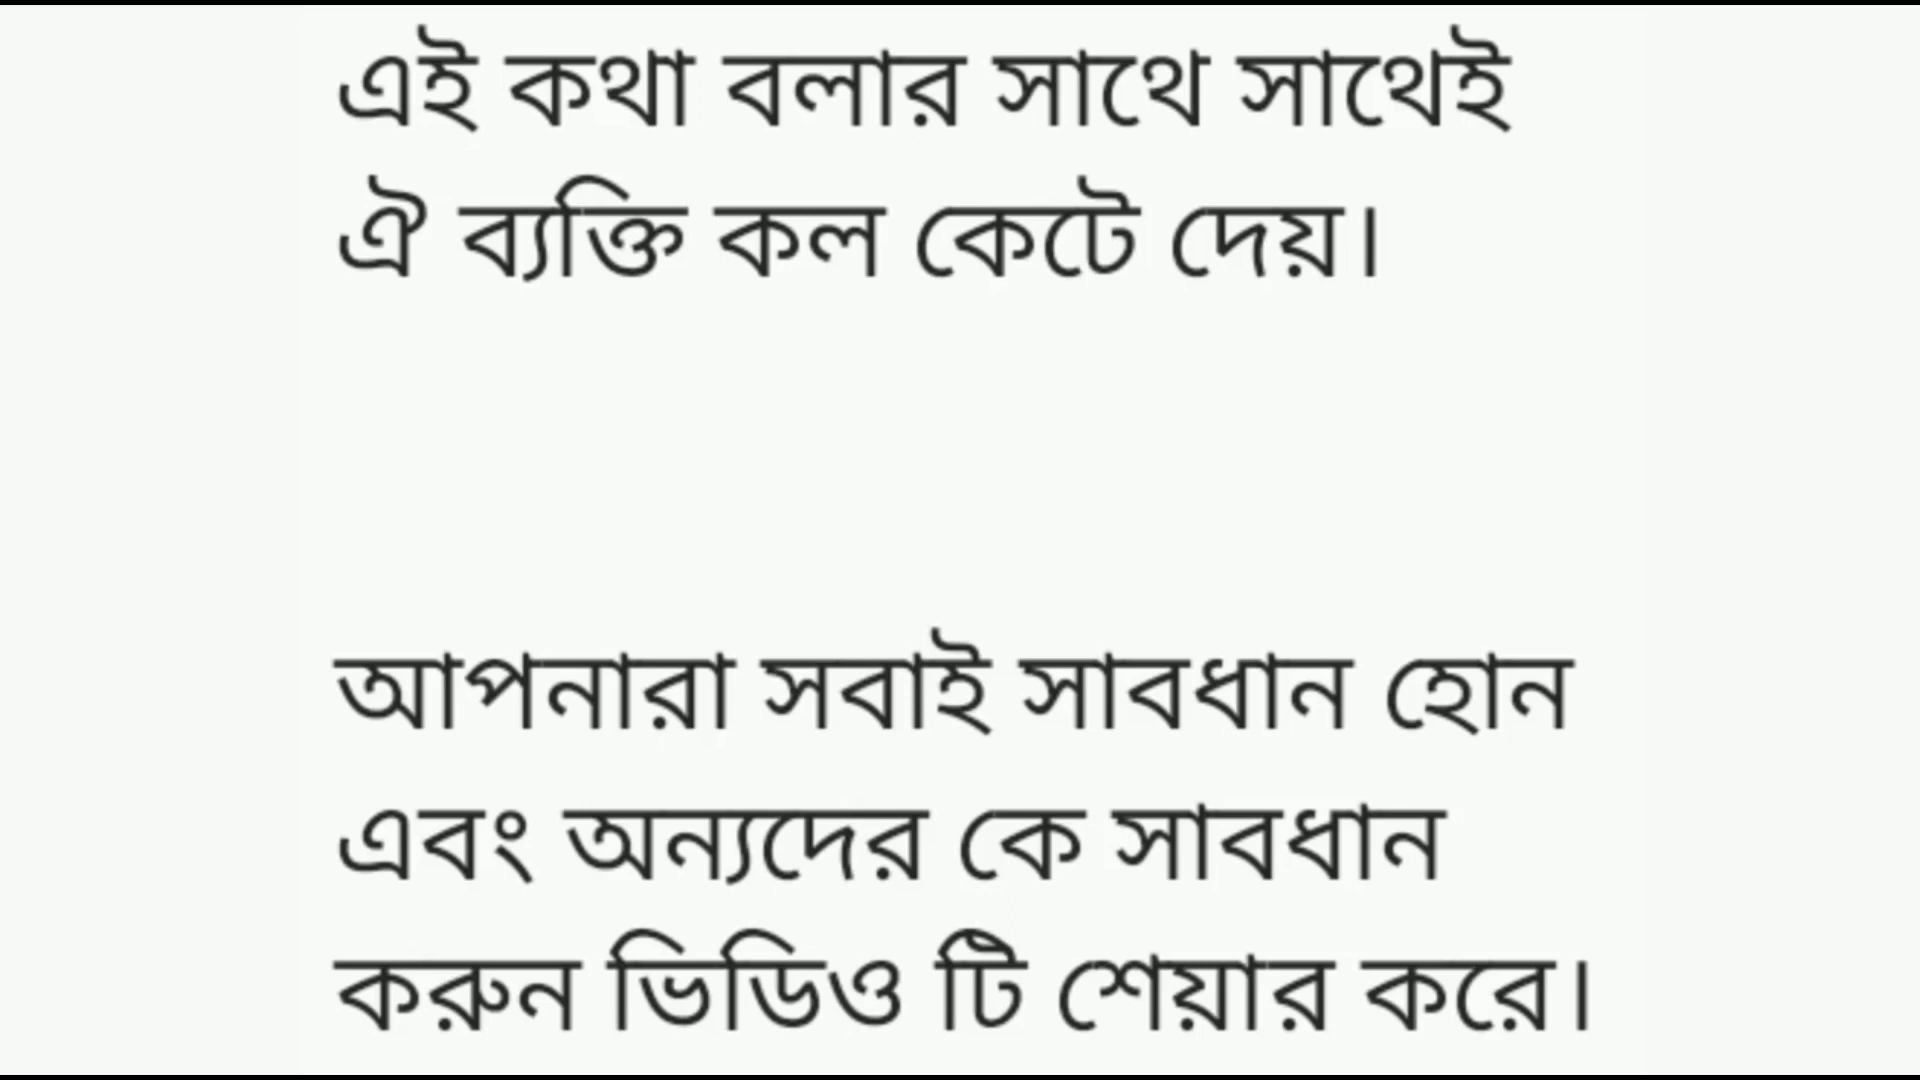 এই কথা বলার সাথে সাথেই
ঐ ব্যক্তি কল কেটে দেয়।
আপনারা সবাই সাবধান হোন
এবং অন্যদের কে সাবধান
করুন ভিডিও টি শেয়ার করে।